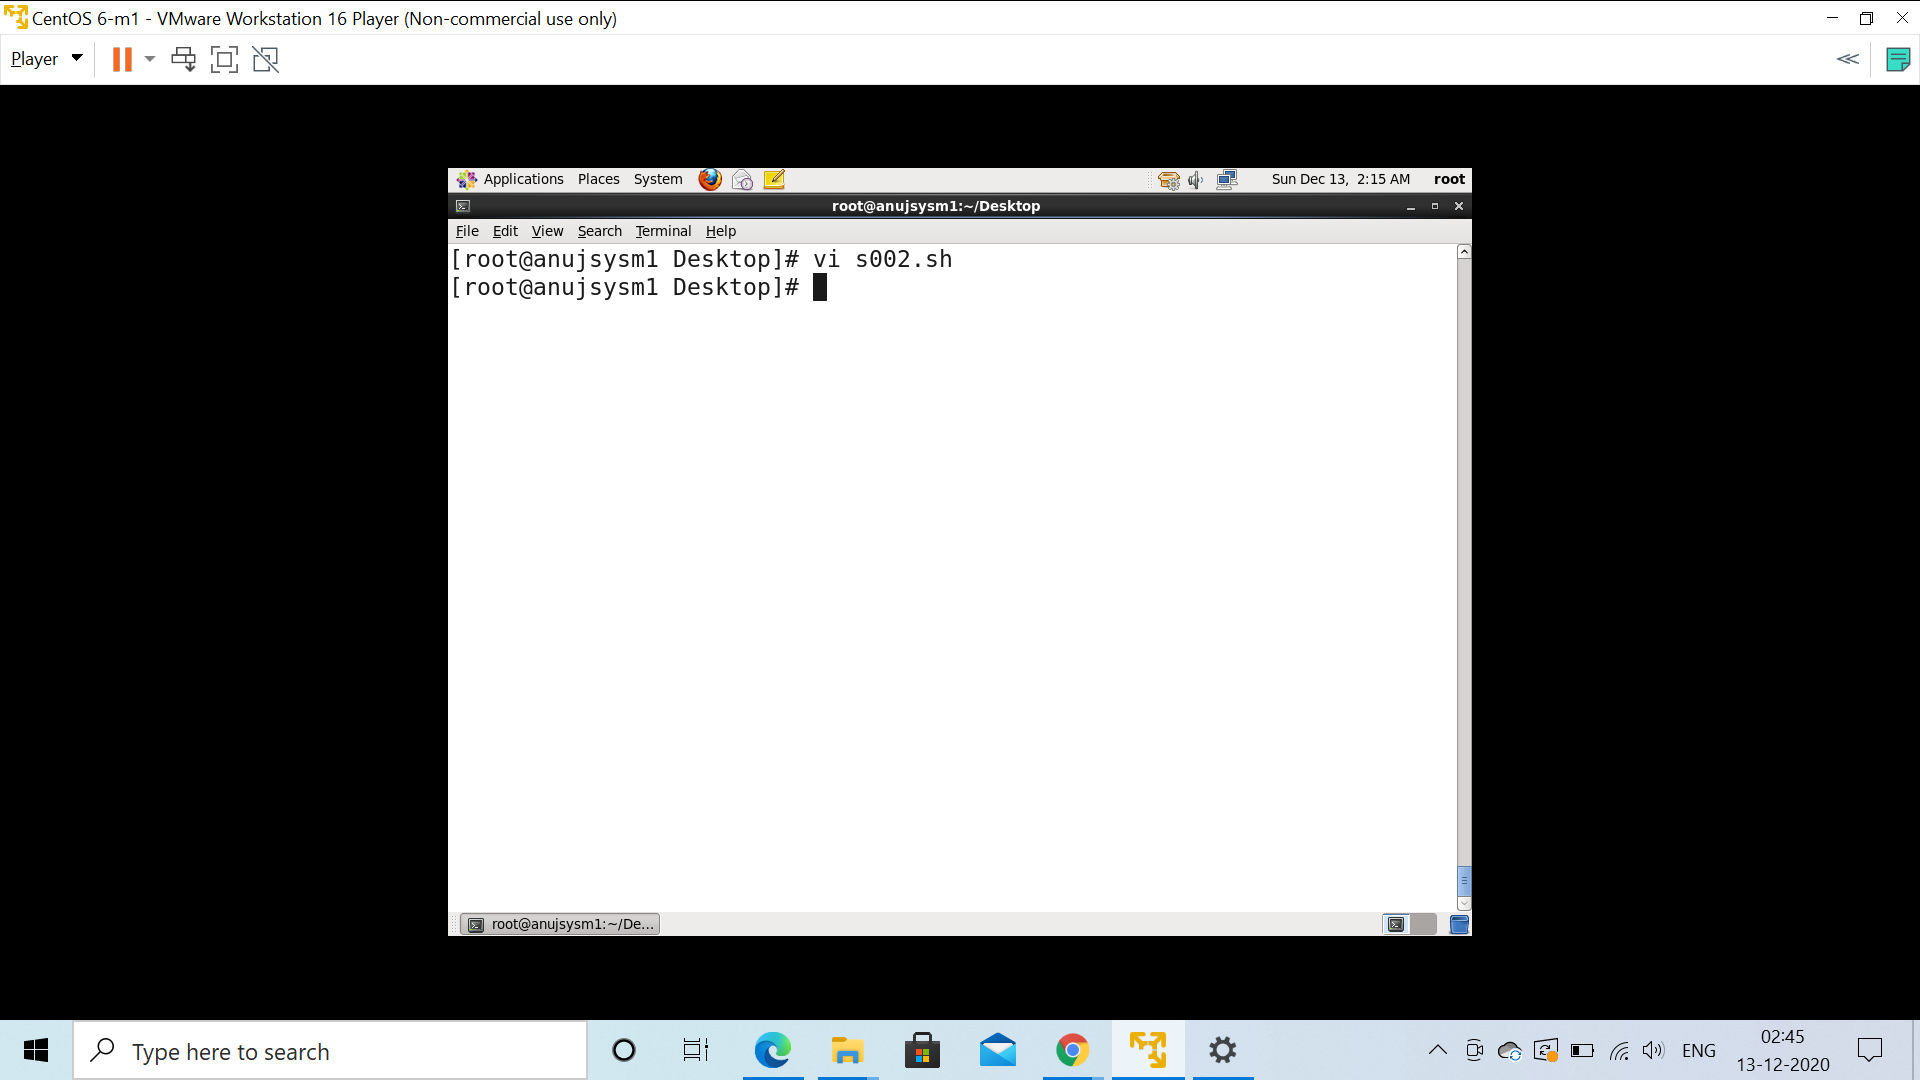 CentOS 6-m1 - VMware Workstation 16 Player (Non-commercial use only)
Player
Applications Places System Sun Dec 13, 2:15 AM root
root@anujsysm1:~/Desktop
File Edit View Search Terminal Help
[root@anujsysm1 Desktop]# vi s002.sh
[root@anujsysm1 Desktop]#
root@anujsysm1:~/De...
Type here to search
ENG
02:45
13-12-2020